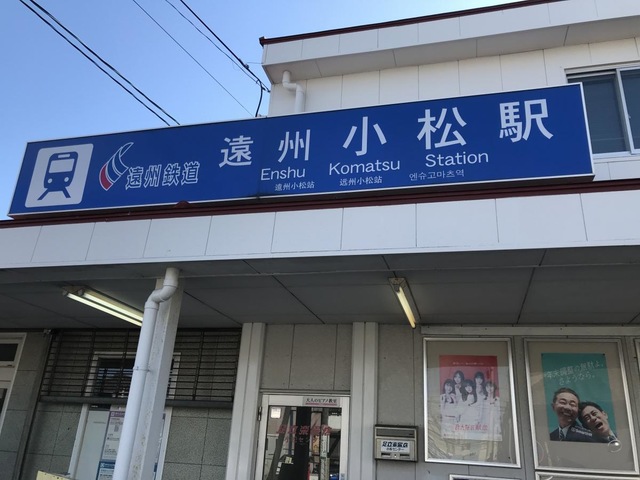 遠州鉄道
遠州小松駅
Enshu Komatsu Station
遠州小松站 远州小松站 엔슈고마츠역